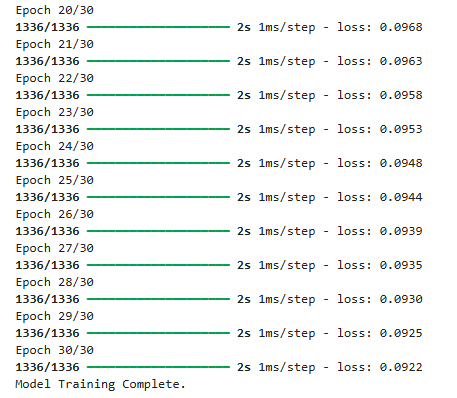 Epoch 20/30
1336/1336 ━━━━━━━━━━━━━━━━━━━━ 2s 1ms/step - loss: 0.0968
Epoch 21/30
1336/1336 ━━━━━━━━━━━━━━━━━━━━ 2s 1ms/step - loss: 0.0963
Epoch 22/30
1336/1336 ━━━━━━━━━━━━━━━━━━━━ 2s 1ms/step - loss: 0.0958
Epoch 23/30
1336/1336 ━━━━━━━━━━━━━━━━━━━━ 2s 1ms/step - loss: 0.0953
Epoch 24/30
1336/1336 ━━━━━━━━━━━━━━━━━━━━ 2s 1ms/step - loss: 0.0948
Epoch 25/30
1336/1336 ━━━━━━━━━━━━━━━━━━━━ 2s 1ms/step - loss: 0.0944
Epoch 26/30
1336/1336 ━━━━━━━━━━━━━━━━━━━━ 2s 1ms/step - loss: 0.0939
Epoch 27/30
1336/1336 ━━━━━━━━━━━━━━━━━━━━ 2s 1ms/step - loss: 0.0935
Epoch 28/30
1336/1336 ━━━━━━━━━━━━━━━━━━━━ 2s 1ms/step - loss: 0.0930
Epoch 29/30
1336/1336 ━━━━━━━━━━━━━━━━━━━━ 2s 1ms/step - loss: 0.0925
Epoch 30/30
1336/1336 ━━━━━━━━━━━━━━━━━━━━ 2s 1ms/step - loss: 0.0922
Model Training Complete.